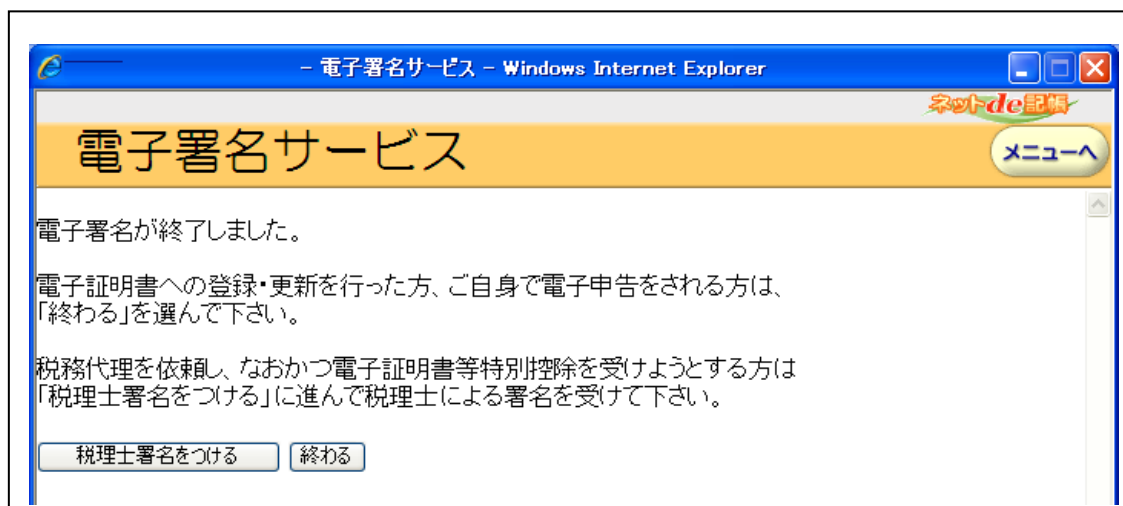 - 電子署名サービス - Windows Internet Explorer
ネットde記帳
電子署名サービス
メニューへ
電子署名が終了しました。
電子証明書への登録・更新を行った方、ご自身で電子申告をされる方は、
「終わる」を選んで下さい。
税務代理を依頼し、なおかつ電子証明書等特別控除を受けようとする方は
「税理士署名をつける」に進んで税理士による署名を受けて下さい。
税理士署名をつける 終わる